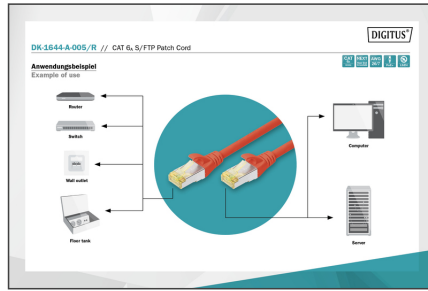 DIGITUS®
DK-1644-A-005/R // CAT 6A S/FTP Patch Cord
Anwendungsbeispiel
Example of use
Router
Switch
Wall outlet
Floor tank
Computer
Server